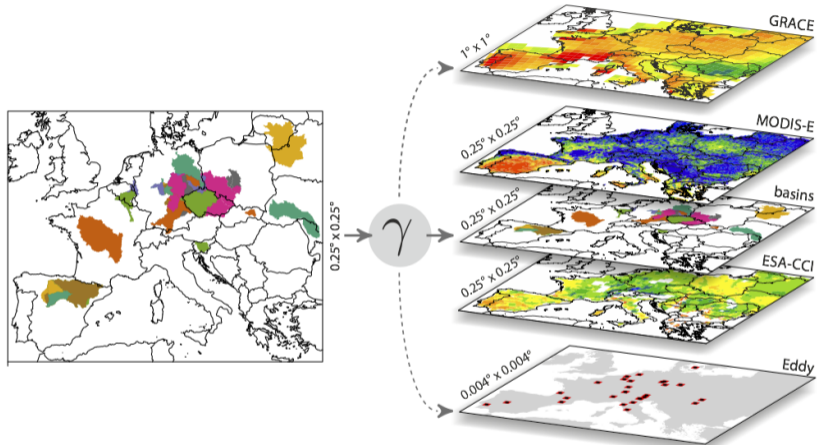 0.25° x 0.25°
γ
GRACE
1° x 1°
MODIS-E
0.25° x 0.25°
basins
0.25° x 0.25°
ESA-CCI
0.25° x 0.25°
Eddy
0.004° x 0.004°